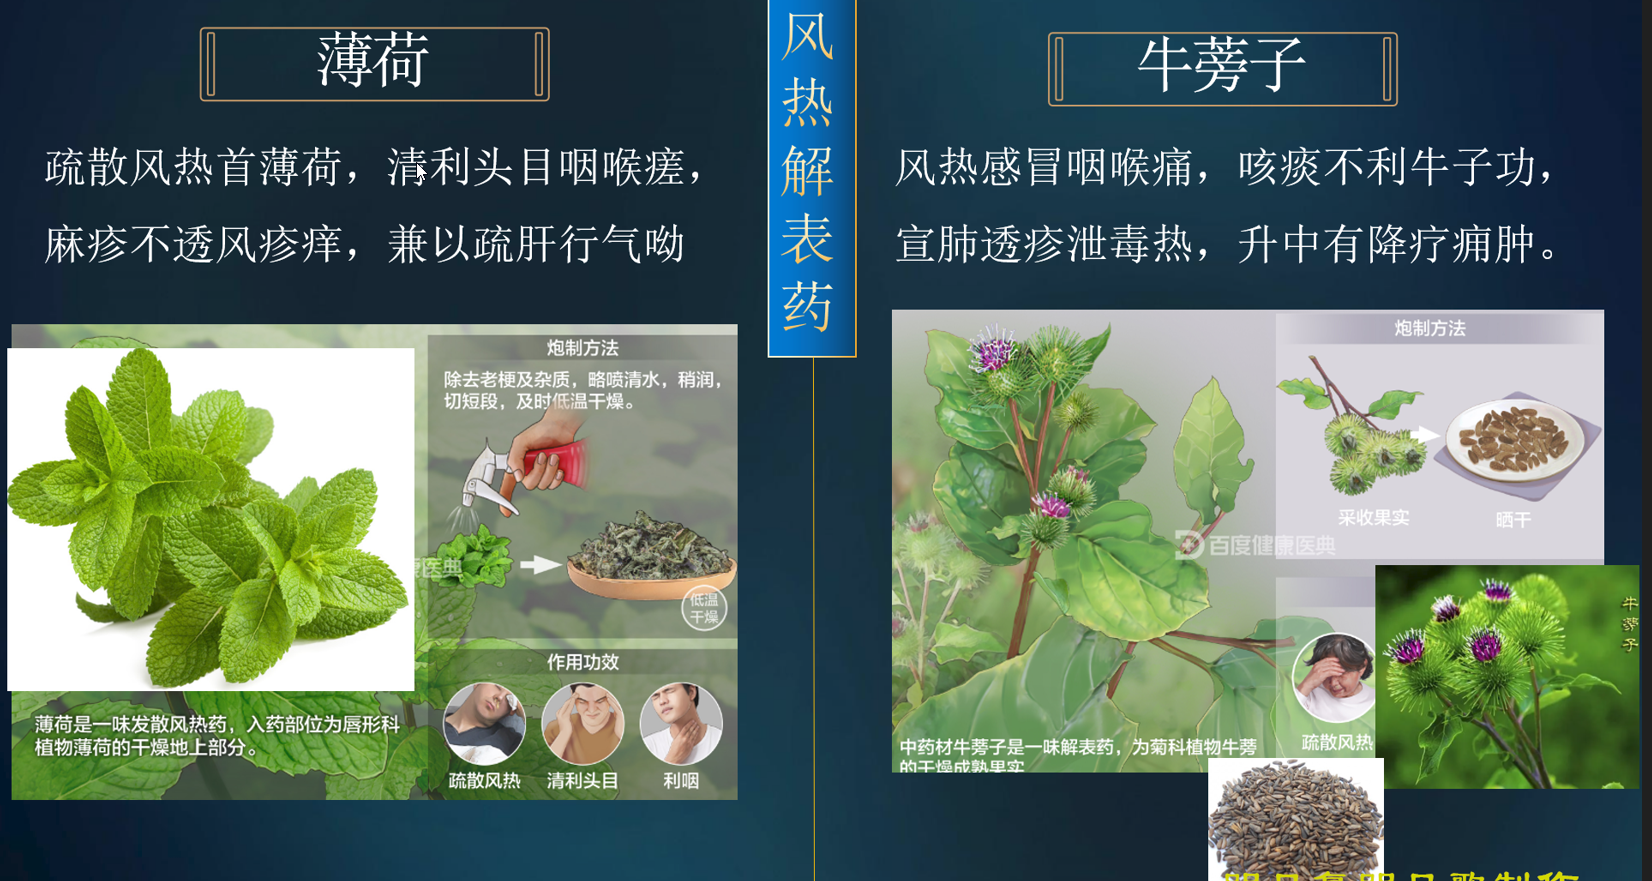 薄荷
疏散风热首薄荷，清利头目咽喉瘥，
麻疹不透风疹痒，兼以疏肝行气呦
炮制方法
除去老梗及杂质，略喷清水，稍润，
切短段，及时低温干燥。
康医典
低温
干燥
作用功效
疏散风热
清利头目
利咽
薄荷是一味发散风热药，入药部位为唇形科
植物薄荷的干燥地上部分。
风热解表药
牛蒡子
风热感冒咽喉痛，咳痰不利牛子功，
宣肺透疹泄毒热，升中有降疗痈肿。
炮制方法
采收果实
晒干
百度健康医典
疏散风热
中药材牛蒡子是一味解表药，为菊科植物牛蒡
的干燥成熟果实
牛蒡子